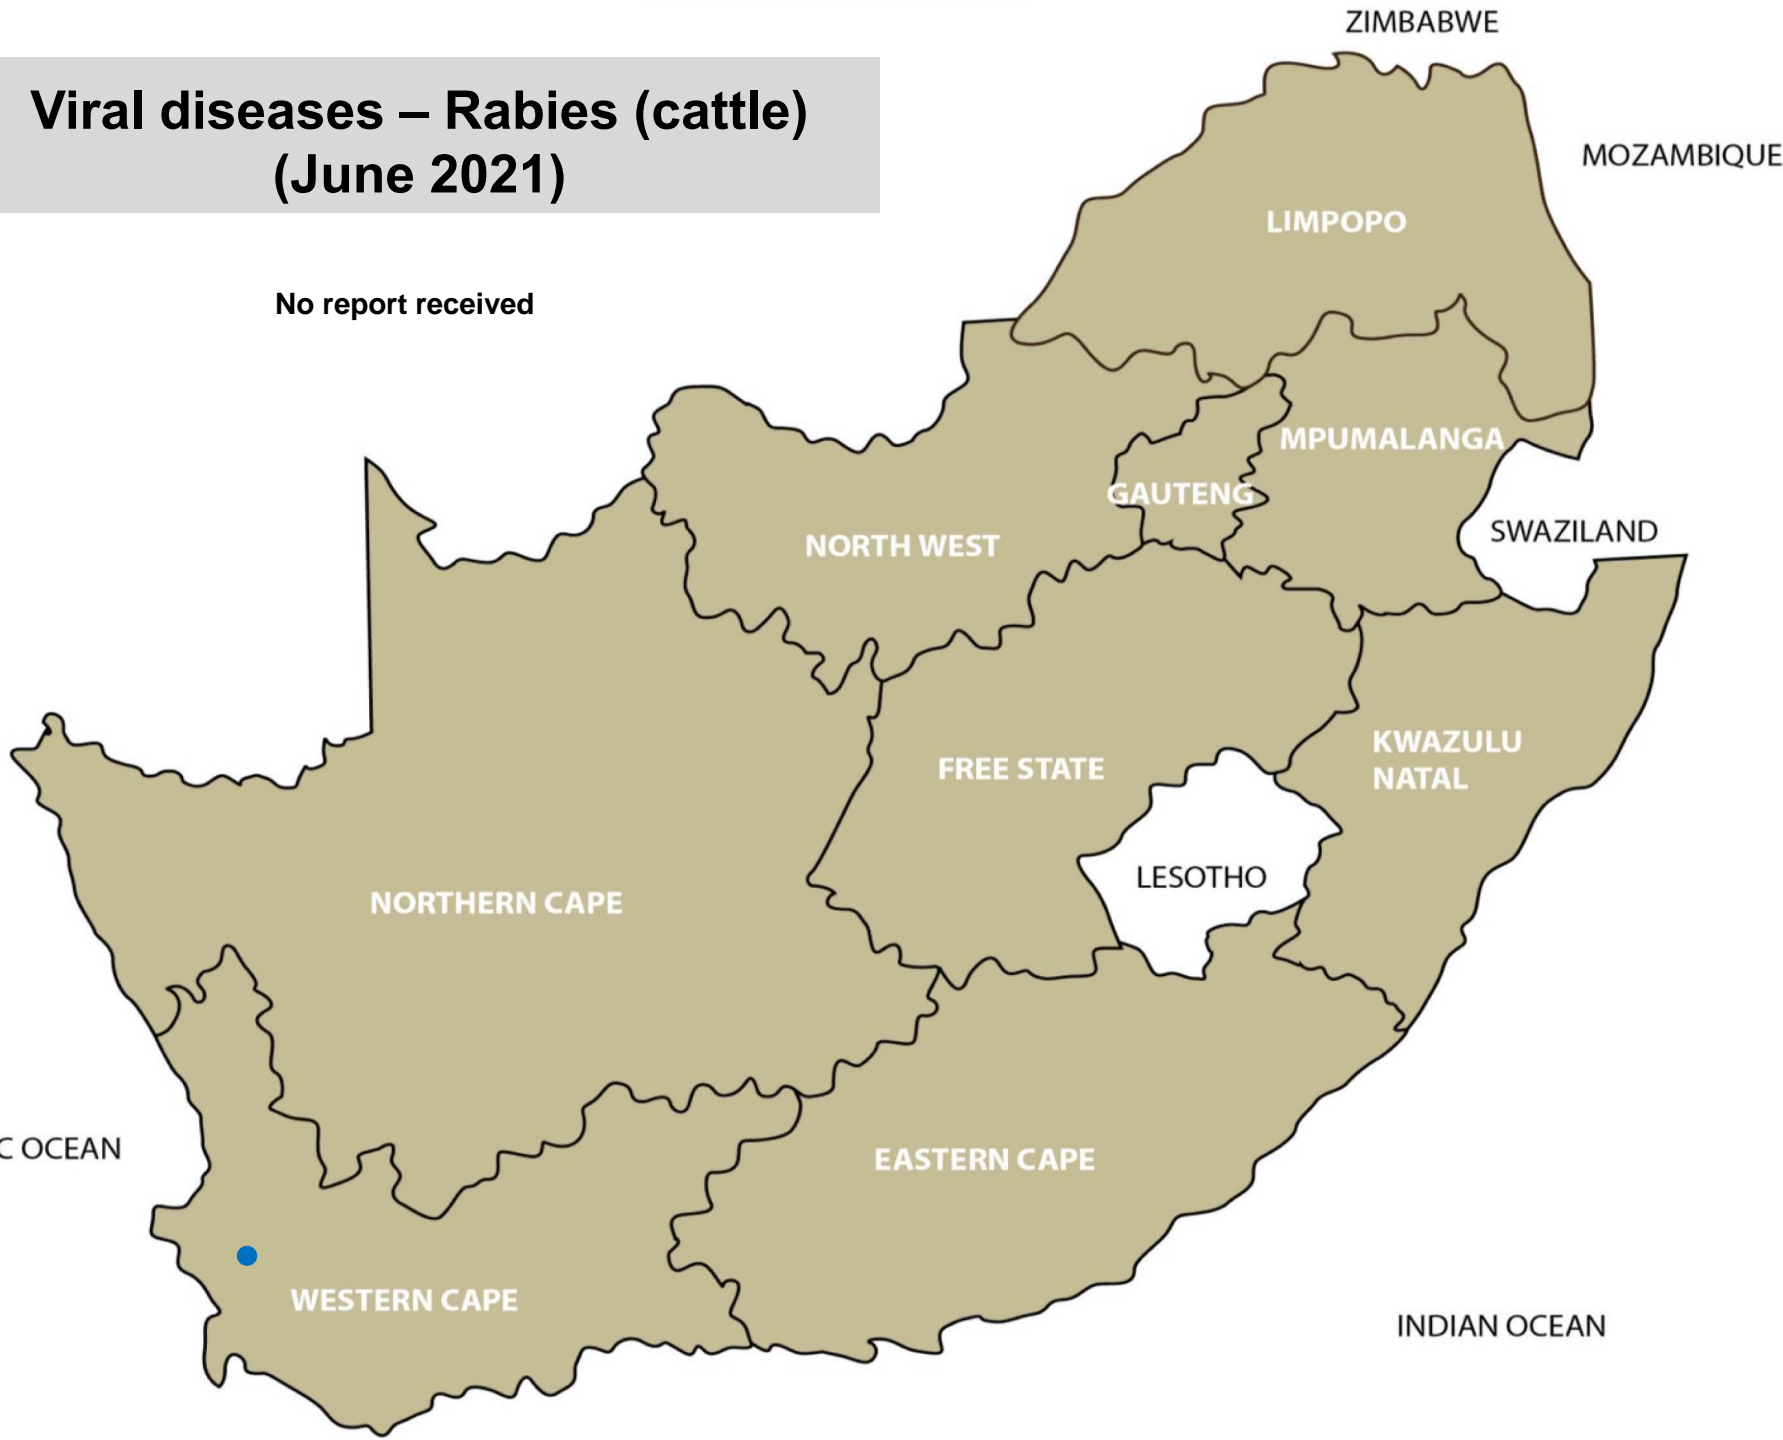 ZIMBABWE
Viral diseases – Rabies (cattle)
(June 2021)
MOZAMBIQUE
LIMPOPO
No report received
MPUMALANGA
GAUTENG
SWAZILAND
NORTH WEST
KWAZULU
NATAL
FREE STATE
LESOTHO
NORTHERN CAPE
C OCEAN
EASTERN CAPE
WESTERN CAPE
INDIAN OCEAN